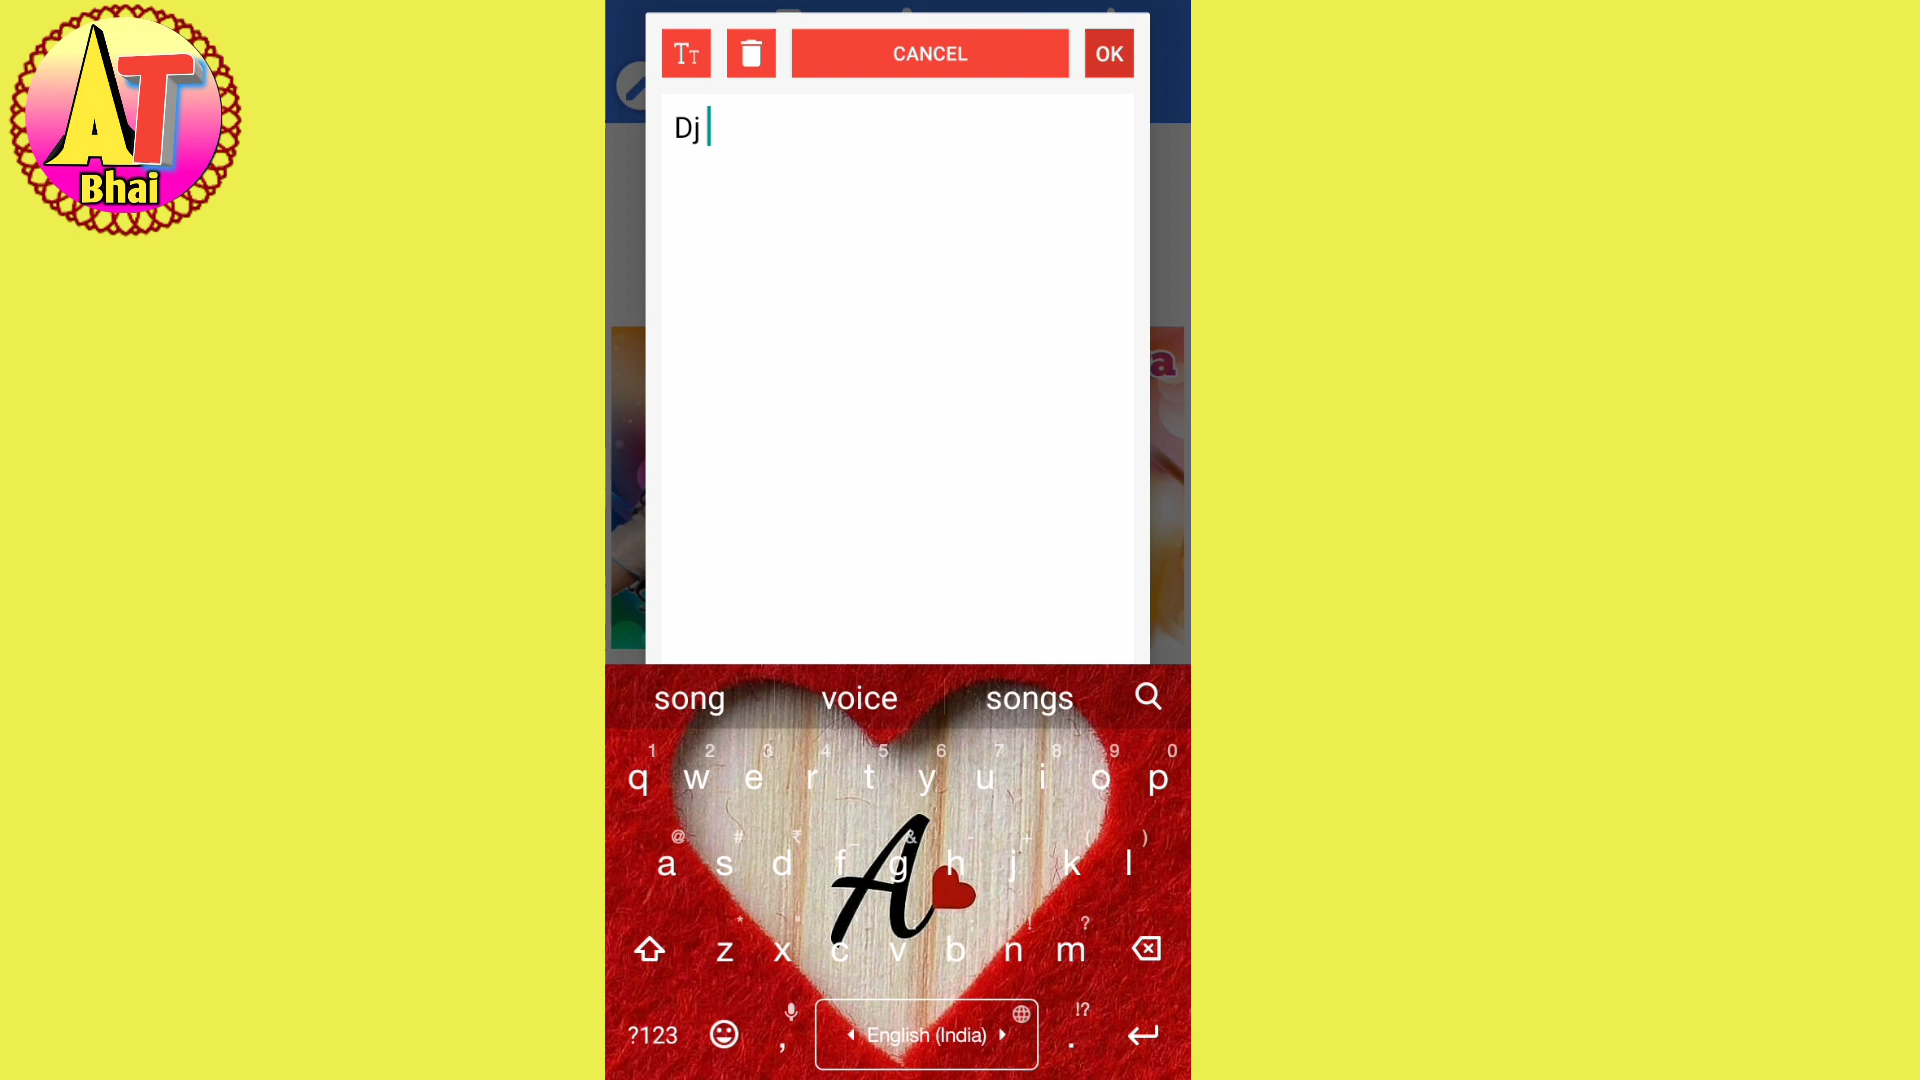 AT
Bhai
Tт
CANCEL
OK
Dj
a
song
voice
songs
1 2 3 4 5 6 7 8 9 0
q w e r t y u i o p
@ # ₹ _ & - + ( )
a s d f g h j k l
A
* " ' : ; ! ?
z x c v b n m
!?
?123
,
English (India)
.